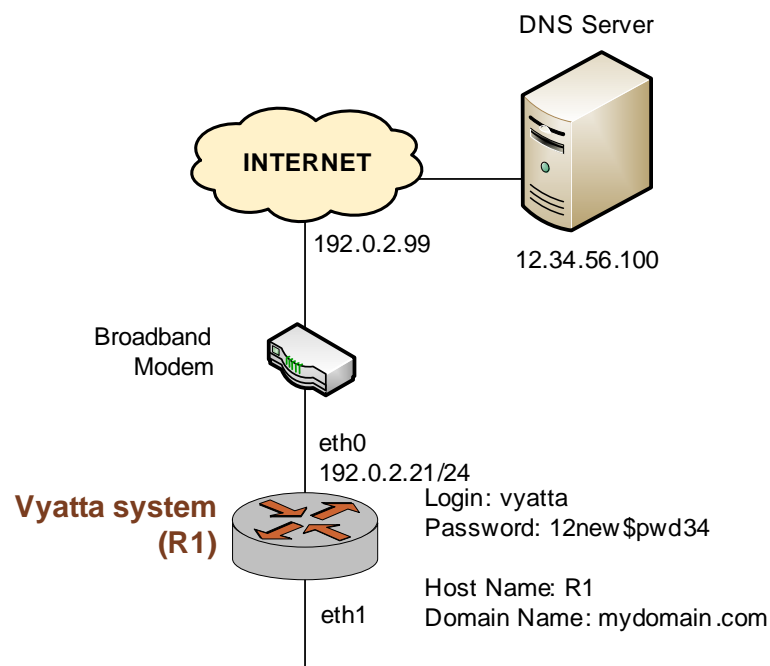 DNS Server
INTERNET
192.0.2.99
12.34.56.100
Broadband
Modem
eth0
192.0.2.21/24
Vyatta system
(R1)
Login: vyatta
Password: 12new$pwd34
Host Name: R1
Domain Name: mydomain.com
eth1